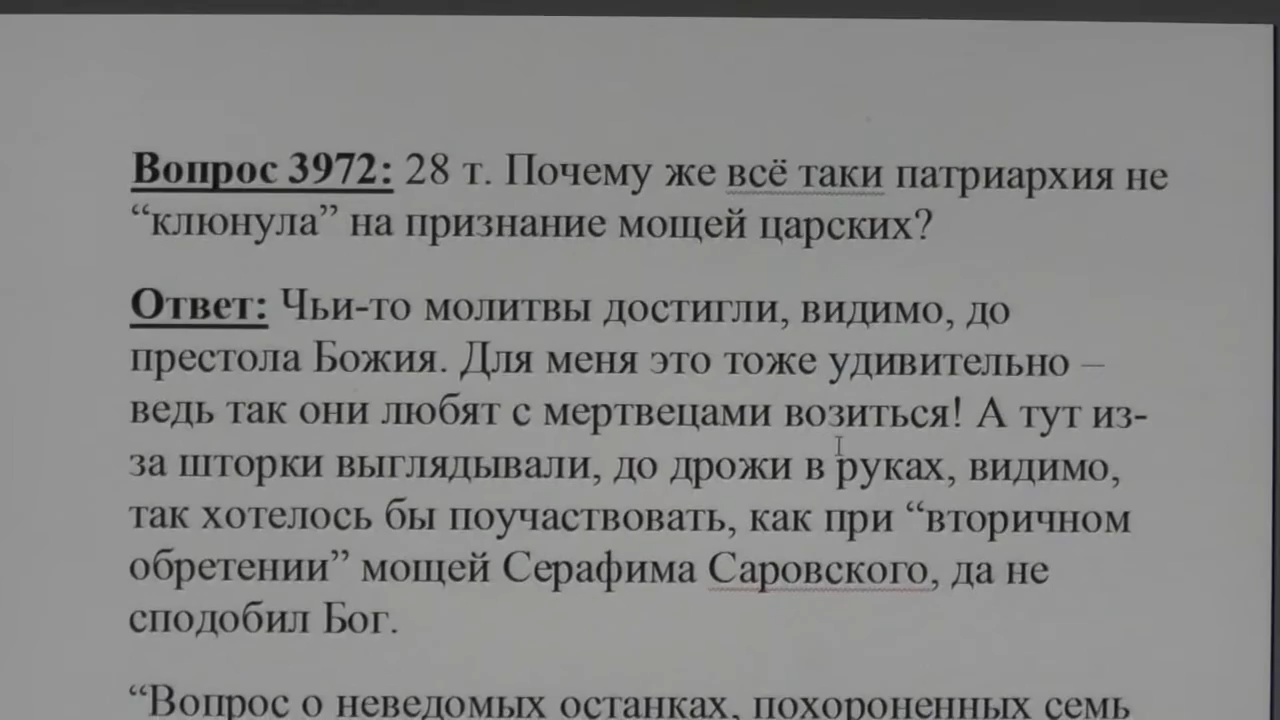 Вопрос 3972: 28 т. Почему же всё таки патриархия не
“клюнула” на признание мощей царских?
Ответ: Чьи-то молитвы достигли, видимо, до
престола Божия. Для меня это тоже удивительно –
ведь так они любят с мертвецами возиться! А тут из-
за шторки выглядывали, до дрожи в руках, видимо,
так хотелось бы поучаствовать, как при “вторичном
обретении” мощей Серафима Саровского, да не
сподобил Бог.
“Вопрос о неведомых останках, похороненных семь